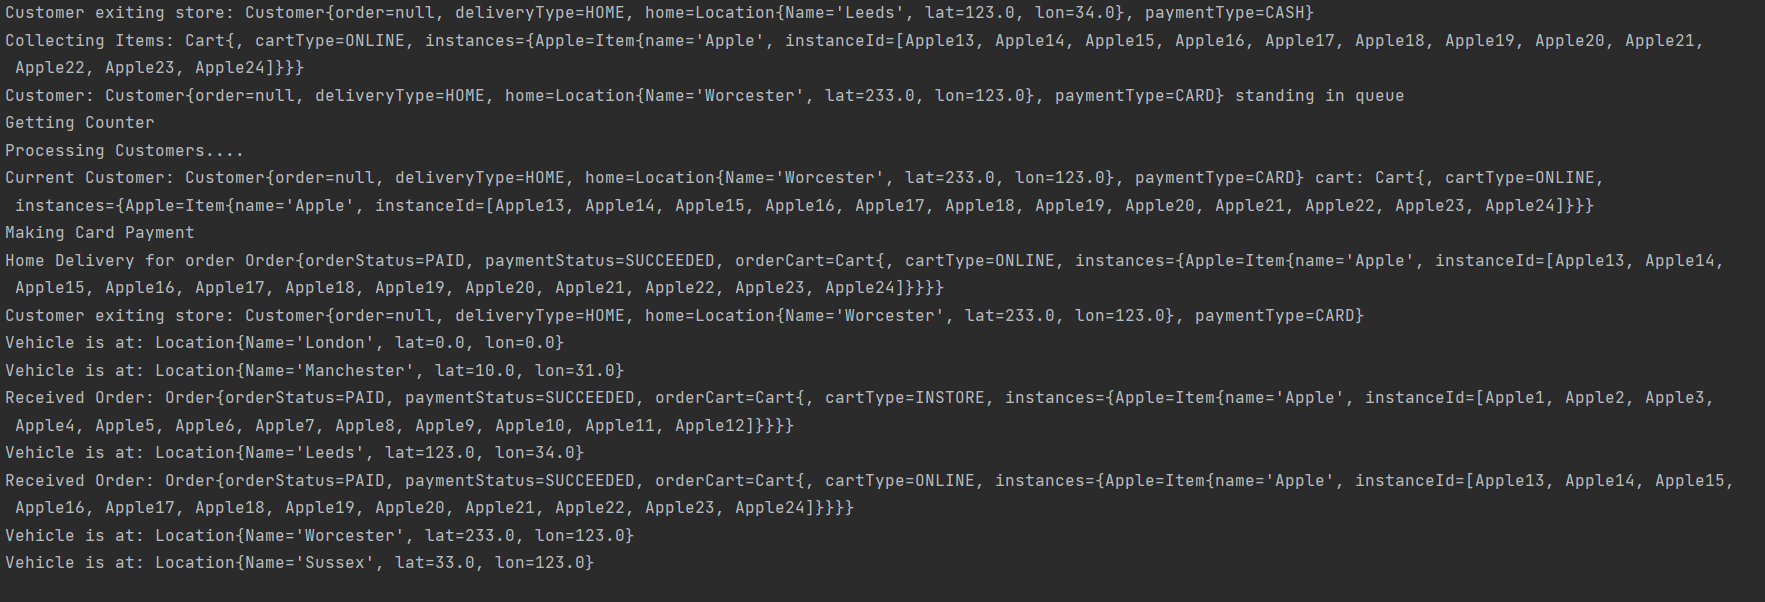 Customer exiting store: Customer{order=null, deliveryType=HOME, home=Location{Name='Leeds', lat=123.0, lon=34.0}, paymentType=CASH}
Collecting Items: Cart{, cartType=ONLINE, instances={Apple=Item{name='Apple', instanceId=[Apple13, Apple14, Apple15, Apple16, Apple17, Apple18, Apple19, Apple20, Apple21,
Apple22, Apple23, Apple24]}}}
Customer: Customer{order=null, deliveryType=HOME, home=Location{Name='Worcester', lat=233.0, lon=123.0}, paymentType=CARD} standing in queue
Getting Counter
Processing Customers....
Current Customer: Customer{order=null, deliveryType=HOME, home=Location{Name='Worcester', lat=233.0, lon=123.0}, paymentType=CARD} cart: Cart{, cartType=ONLINE,
instances={Apple=Item{name='Apple', instanceId=[Apple13, Apple14, Apple15, Apple16, Apple17, Apple18, Apple19, Apple20, Apple21, Apple22, Apple23, Apple24]}}}
Making Card Payment
Home Delivery for order Order{orderStatus=PAID, paymentStatus=SUCCEEDED, orderCart=Cart{, cartType=ONLINE, instances={Apple=Item{name='Apple', instanceId=[Apple13, Apple14,
Apple15, Apple16, Apple17, Apple18, Apple19, Apple20, Apple21, Apple22, Apple23, Apple24]}}}}
Customer exiting store: Customer{order=null, deliveryType=HOME, home=Location{Name='Worcester', lat=233.0, lon=123.0}, paymentType=CARD}
Vehicle is at: Location{Name='London', lat=0.0, lon=0.0}
Vehicle is at: Location{Name='Manchester', lat=10.0, lon=31.0}
Received Order: Order{orderStatus=PAID, paymentStatus=SUCCEEDED, orderCart=Cart{, cartType=INSTORE, instances={Apple=Item{name='Apple', instanceId=[Apple1, Apple2, Apple3,
Apple4, Apple5, Apple6, Apple7, Apple8, Apple9, Apple10, Apple11, Apple12]}}}}
Vehicle is at: Location{Name='Leeds', lat=123.0, lon=34.0}
Received Order: Order{orderStatus=PAID, paymentStatus=SUCCEEDED, orderCart=Cart{, cartType=ONLINE, instances={Apple=Item{name='Apple', instanceId=[Apple13, Apple14, Apple15,
Apple16, Apple17, Apple18, Apple19, Apple20, Apple21, Apple22, Apple23, Apple24]}}}}
Vehicle is at: Location{Name='Worcester', lat=233.0, lon=123.0}
Vehicle is at: Location{Name='Sussex', lat=33.0, lon=123.0}